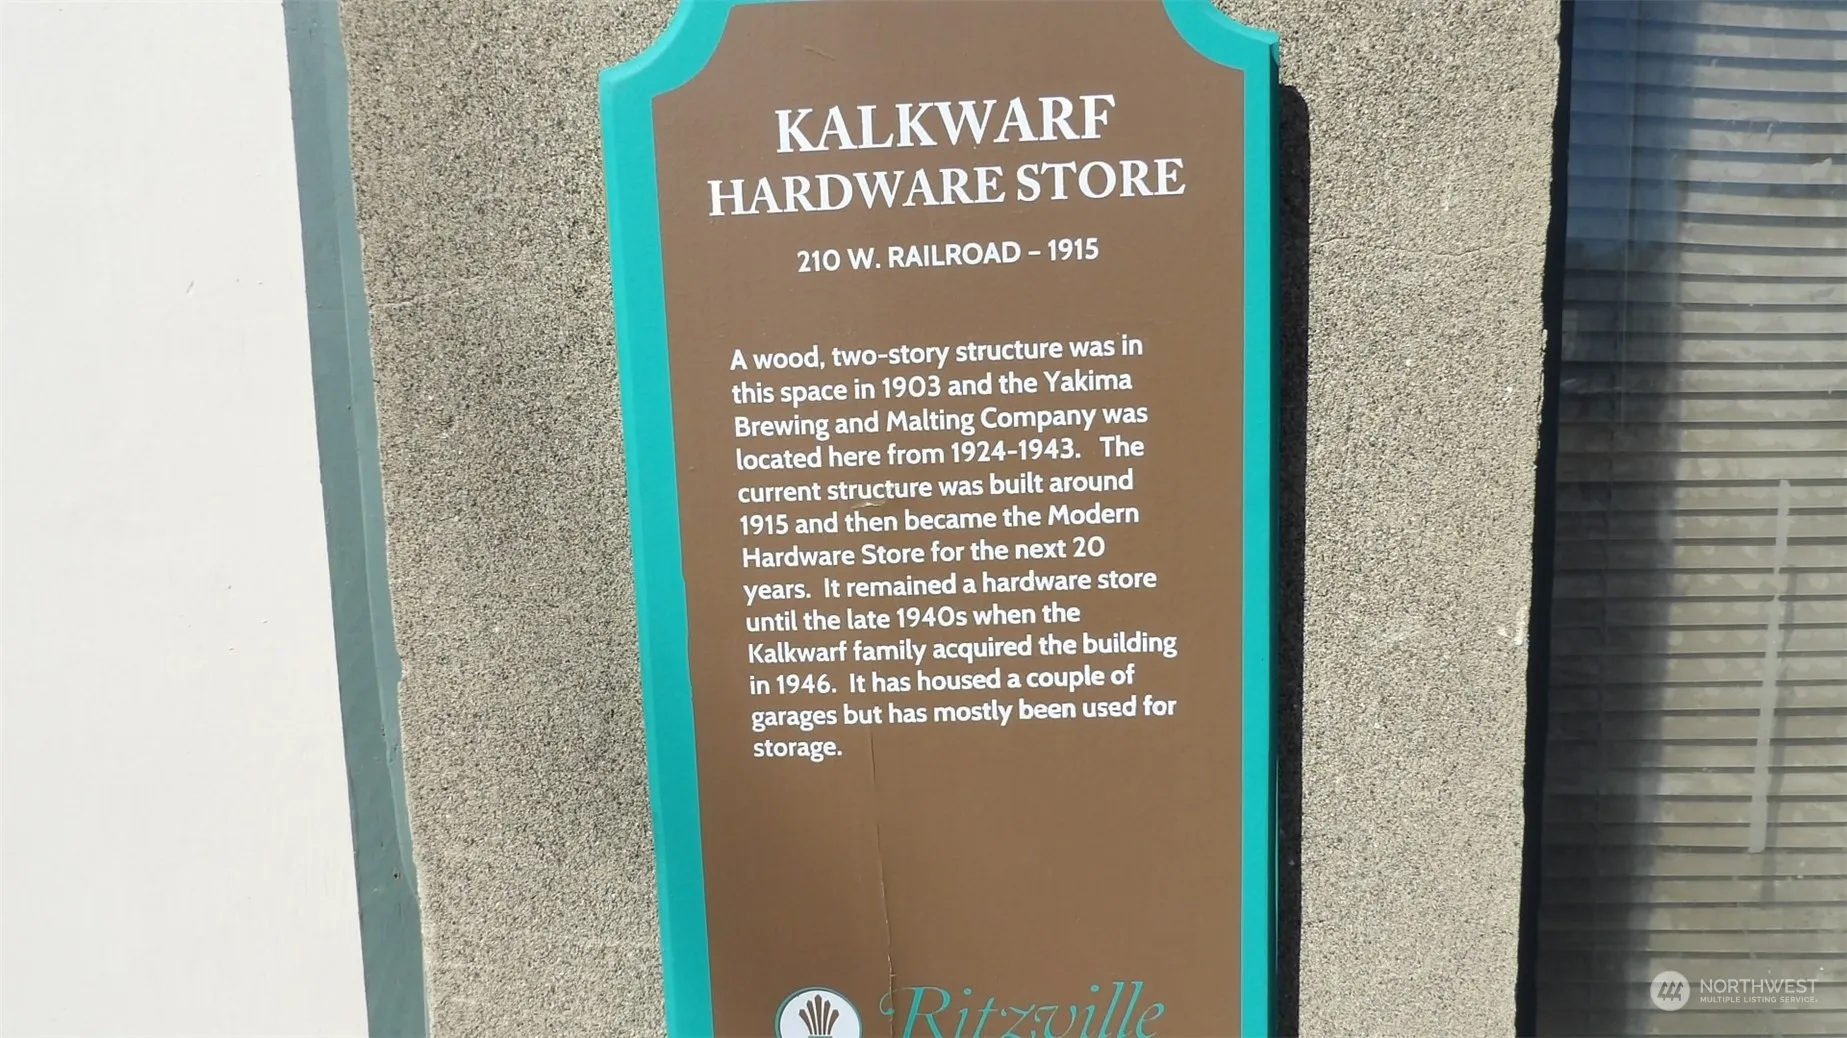 KALKWARF
HARDWARE STORE
210 W. RAILROAD – 1915
A wood, two-story structure was in
this space in 1903 and the Yakima
Brewing and Malting Company was
located here from 1924-1943. The
current structure was built around
1915 and then became the Modern
Hardware Store for the next 20
years. It remained a hardware store
until the late 1940s when the
Kalkwarf family acquired the building
in 1946. It has housed a couple of
garages but has mostly been used for
storage.
Ritzville
NORTHWEST
MULTIPLE LISTING SERVICE